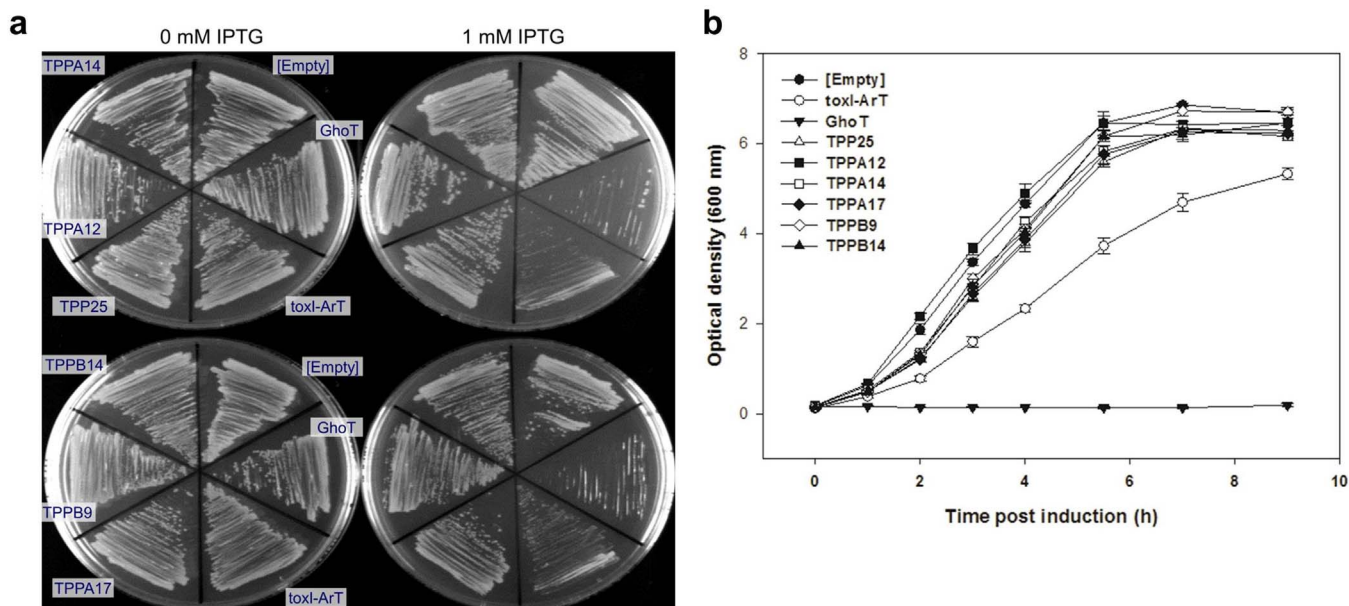 a
0 mM IPTG
1 mM IPTG
TPPA14
[Empty]
GhoT
TPPA12
TPP25
toxI-ArT
TPPB14
[Empty]
GhoT
TPPB9
TPPA17
toxI-ArT
b
Optical density (600 nm)
8
6
4
2
0
[Empty]
toxI-ArT
GhoT
TPP25
TPPA12
TPPA14
TPPA17
TPPB9
TPPB14
0
2
4
6
8
10
Time post induction (h)